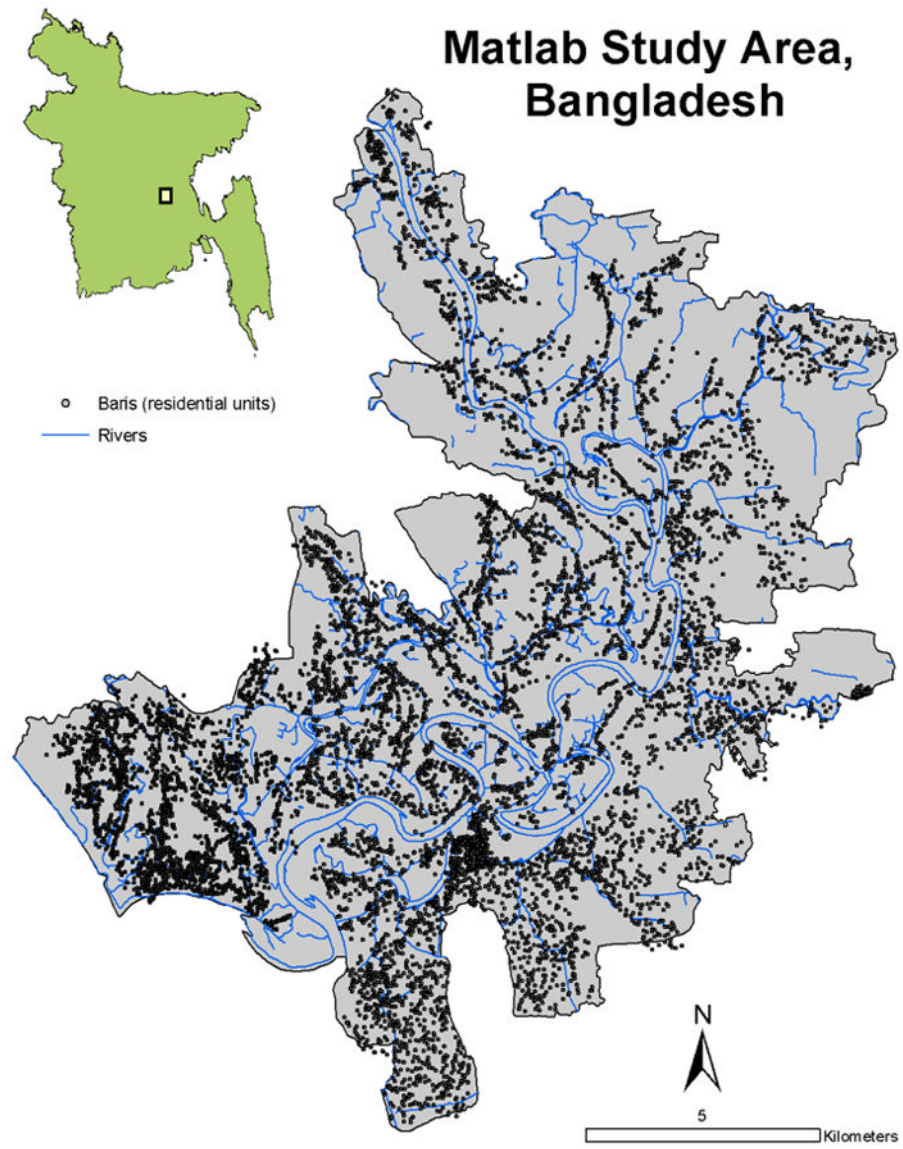 Matlab Study Area,
Bangladesh
Baris (residential units)
Rivers
N
5
Kilometers